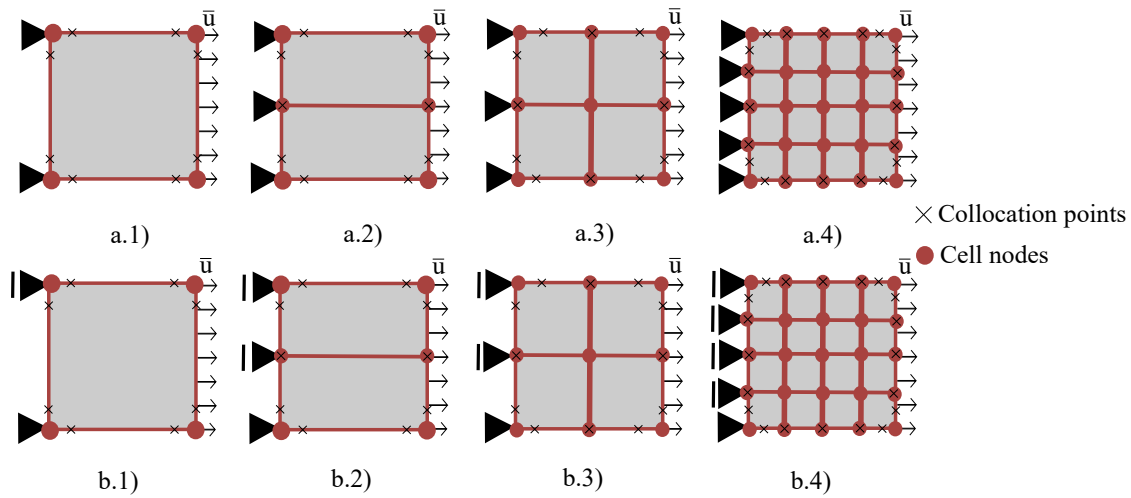 ū ū ū ū
a.1) a.2) a.3) a.4)
Collocation points
Cell nodes
ū ū ū ū
b.1) b.2) b.3) b.4)